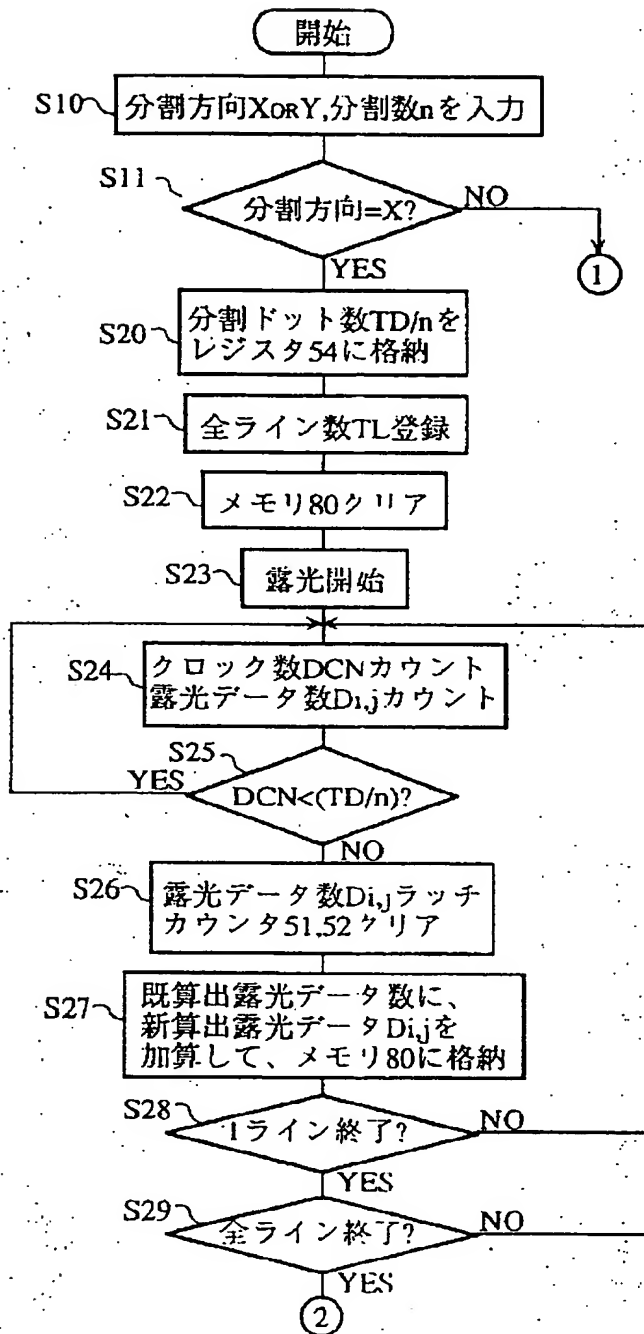 開始
S10
分割方向XORY,分割数nを入力
S11
分割方向=X?
NO
1
YES
S20
分割ドット数TD/nを
レジスタ54に格納
S21
全ライン数TL登録
S22
メモリ80クリア
S23
露光開始
S24
クロック数DCNカウント
露光データ数Di,jカウント
S25
YES
DCN<(TD/n)?
NO
S26
露光データ数Di,jラッチ
カウンタ51,52クリア
S27
既算出露光データ数に、
新算出露光データDi,jを
加算して、メモリ80に格納
S28
1ライン終了?
NO
YES
S29
全ライン終了?
NO
YES
2